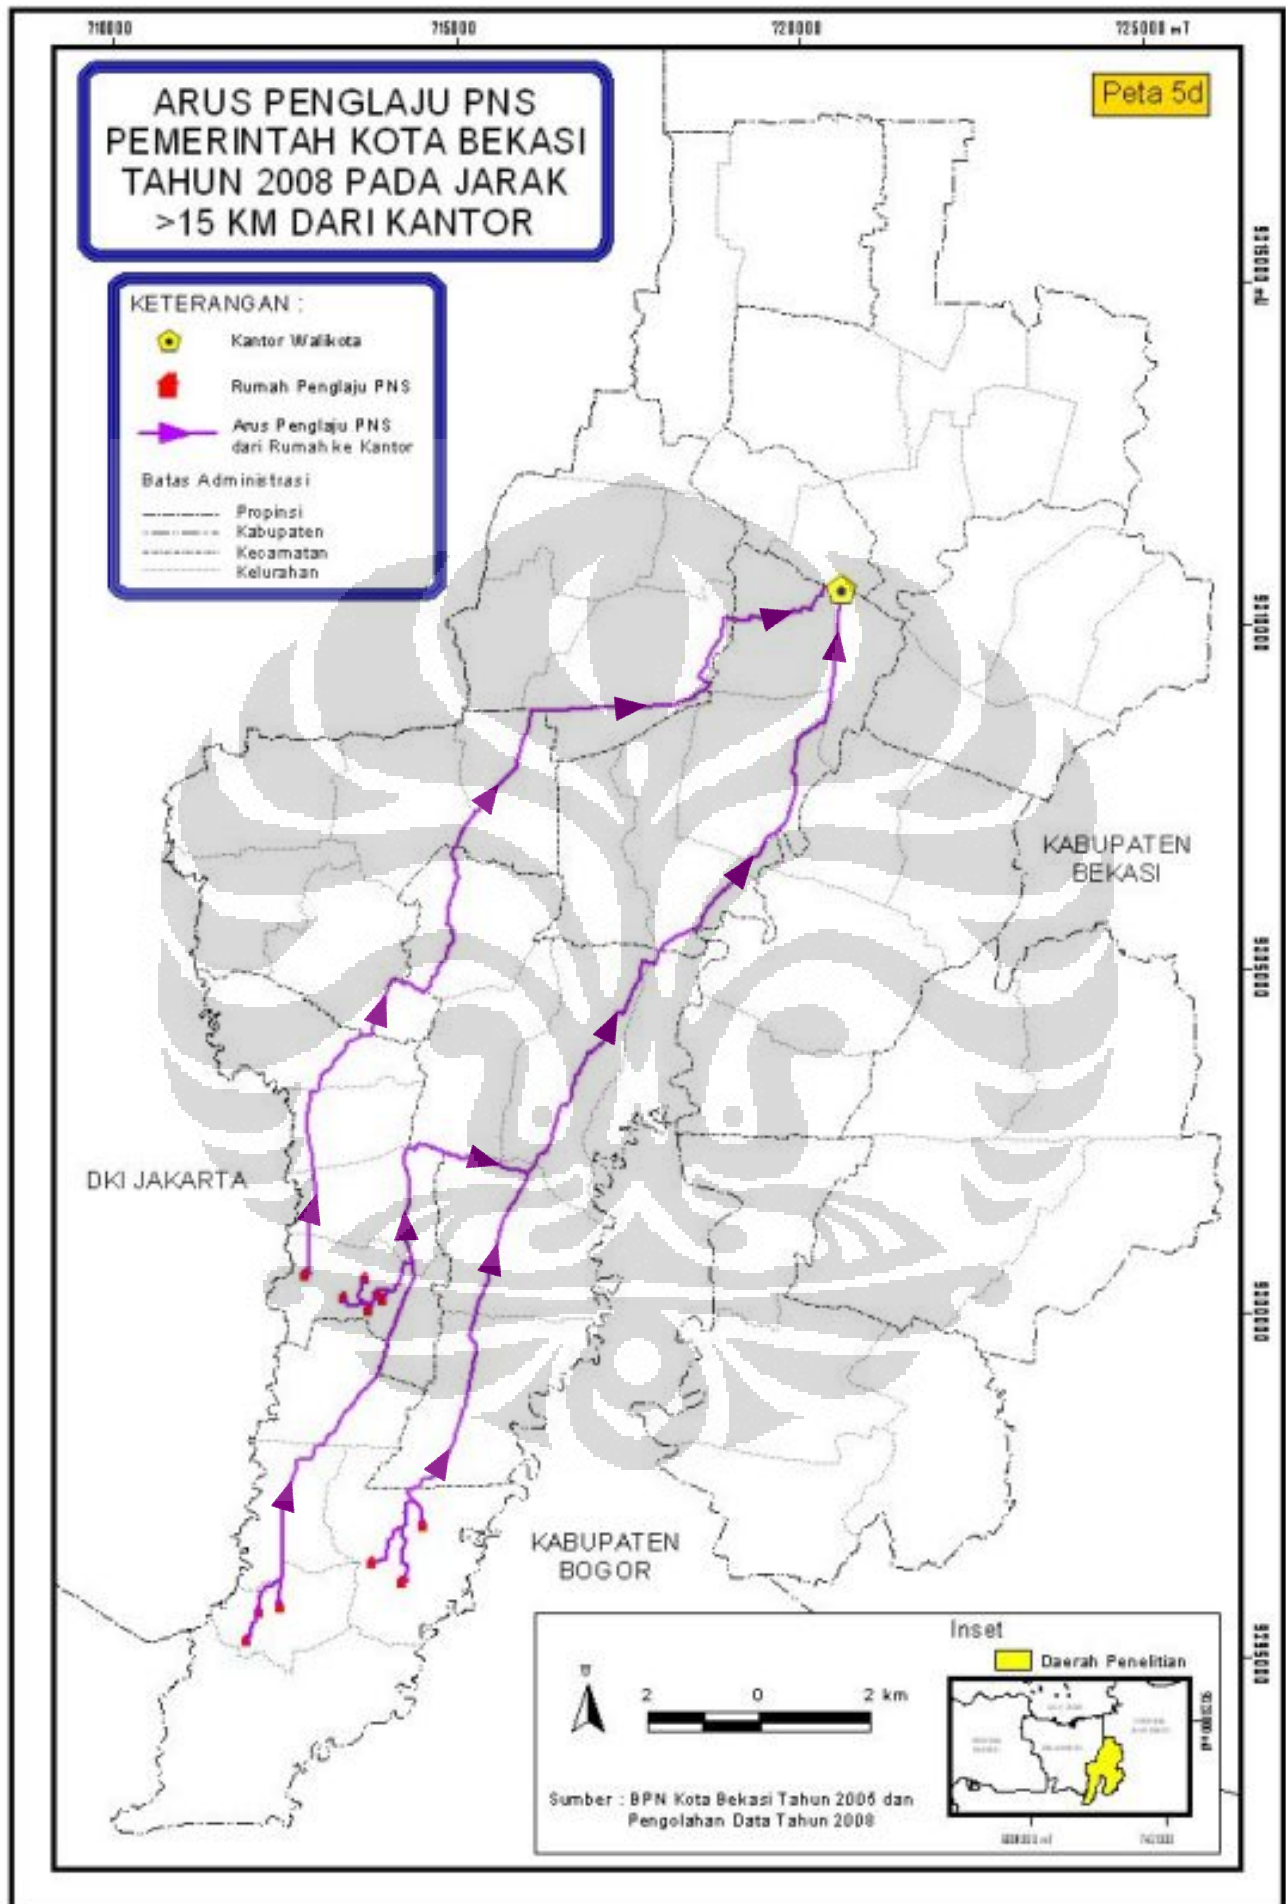 710000
715000
720000
725000 mT
ARUS PENGLAJU PNS
PEMERINTAH KOTA BEKASI
TAHUN 2008 PADA JARAK
>15 KM DARI KANTOR
Peta 5d
KETERANGAN :
Kantor Walikota
Rumah Penglaju PNS
Arus Penglaju PNS
dari Rumah ke Kantor
Batas Administrasi
Propinsi
Kabupaten
Kecamatan
Kelurahan
KABUPATEN
BEKASI
DKI JAKARTA
KABUPATEN
BOGOR
Inset
Daerah Penelitian
2 0 2 km
Sumber : BPN Kota Bekasi Tahun 2005 dan
Pengolahan Data Tahun 2008